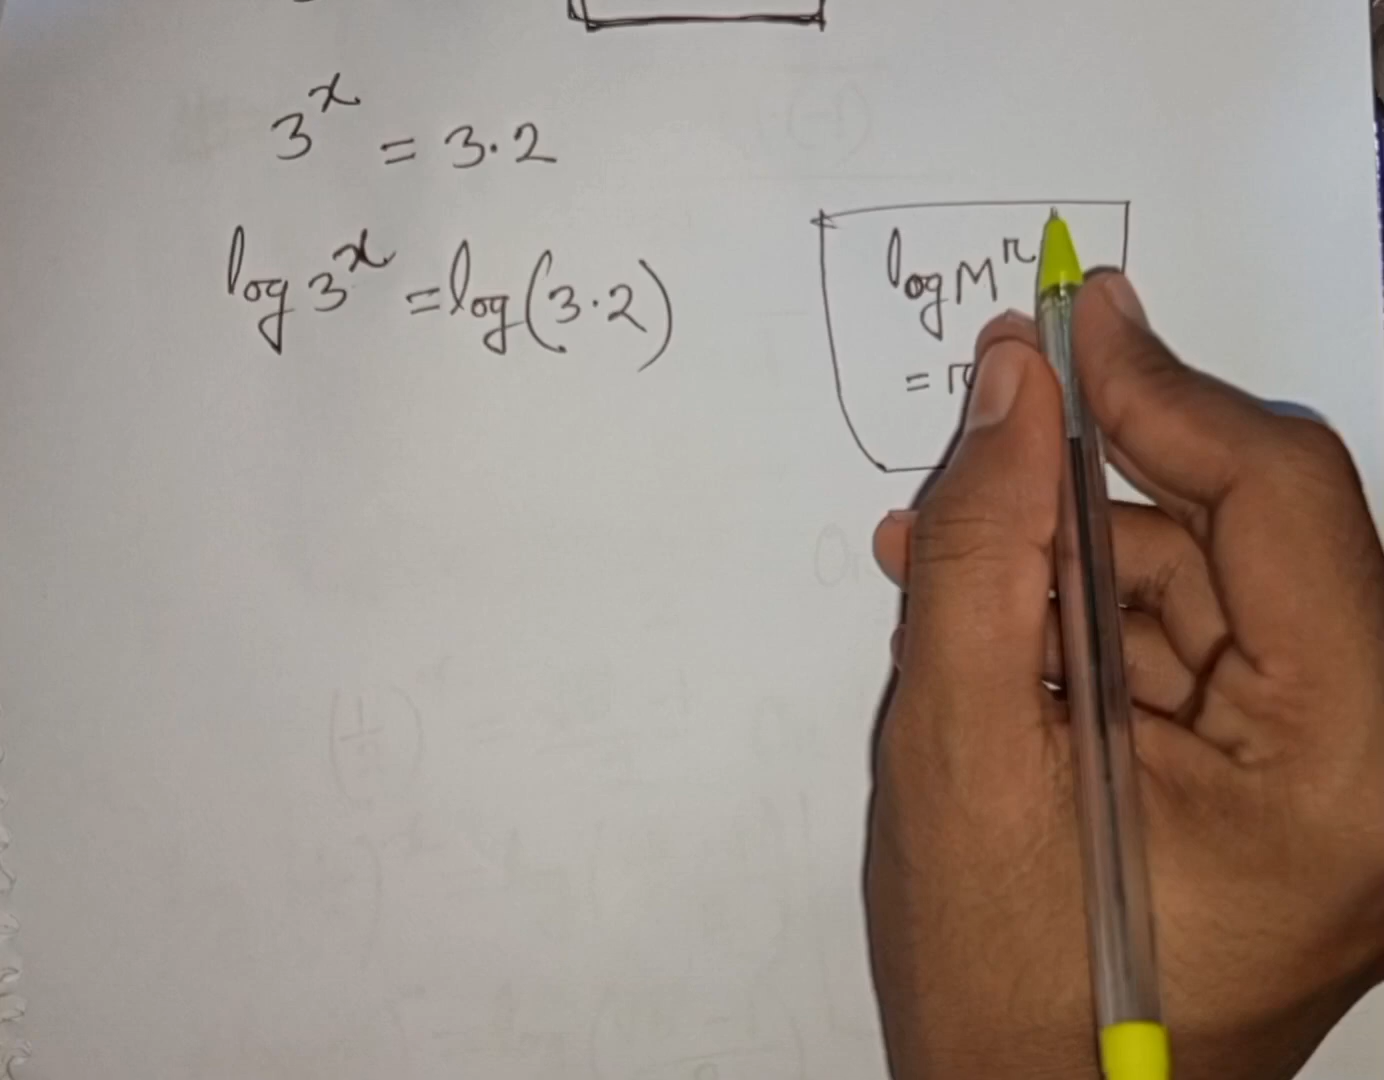 3^x = 3·2
log 3^x = log(3·2)
log M^r
= r